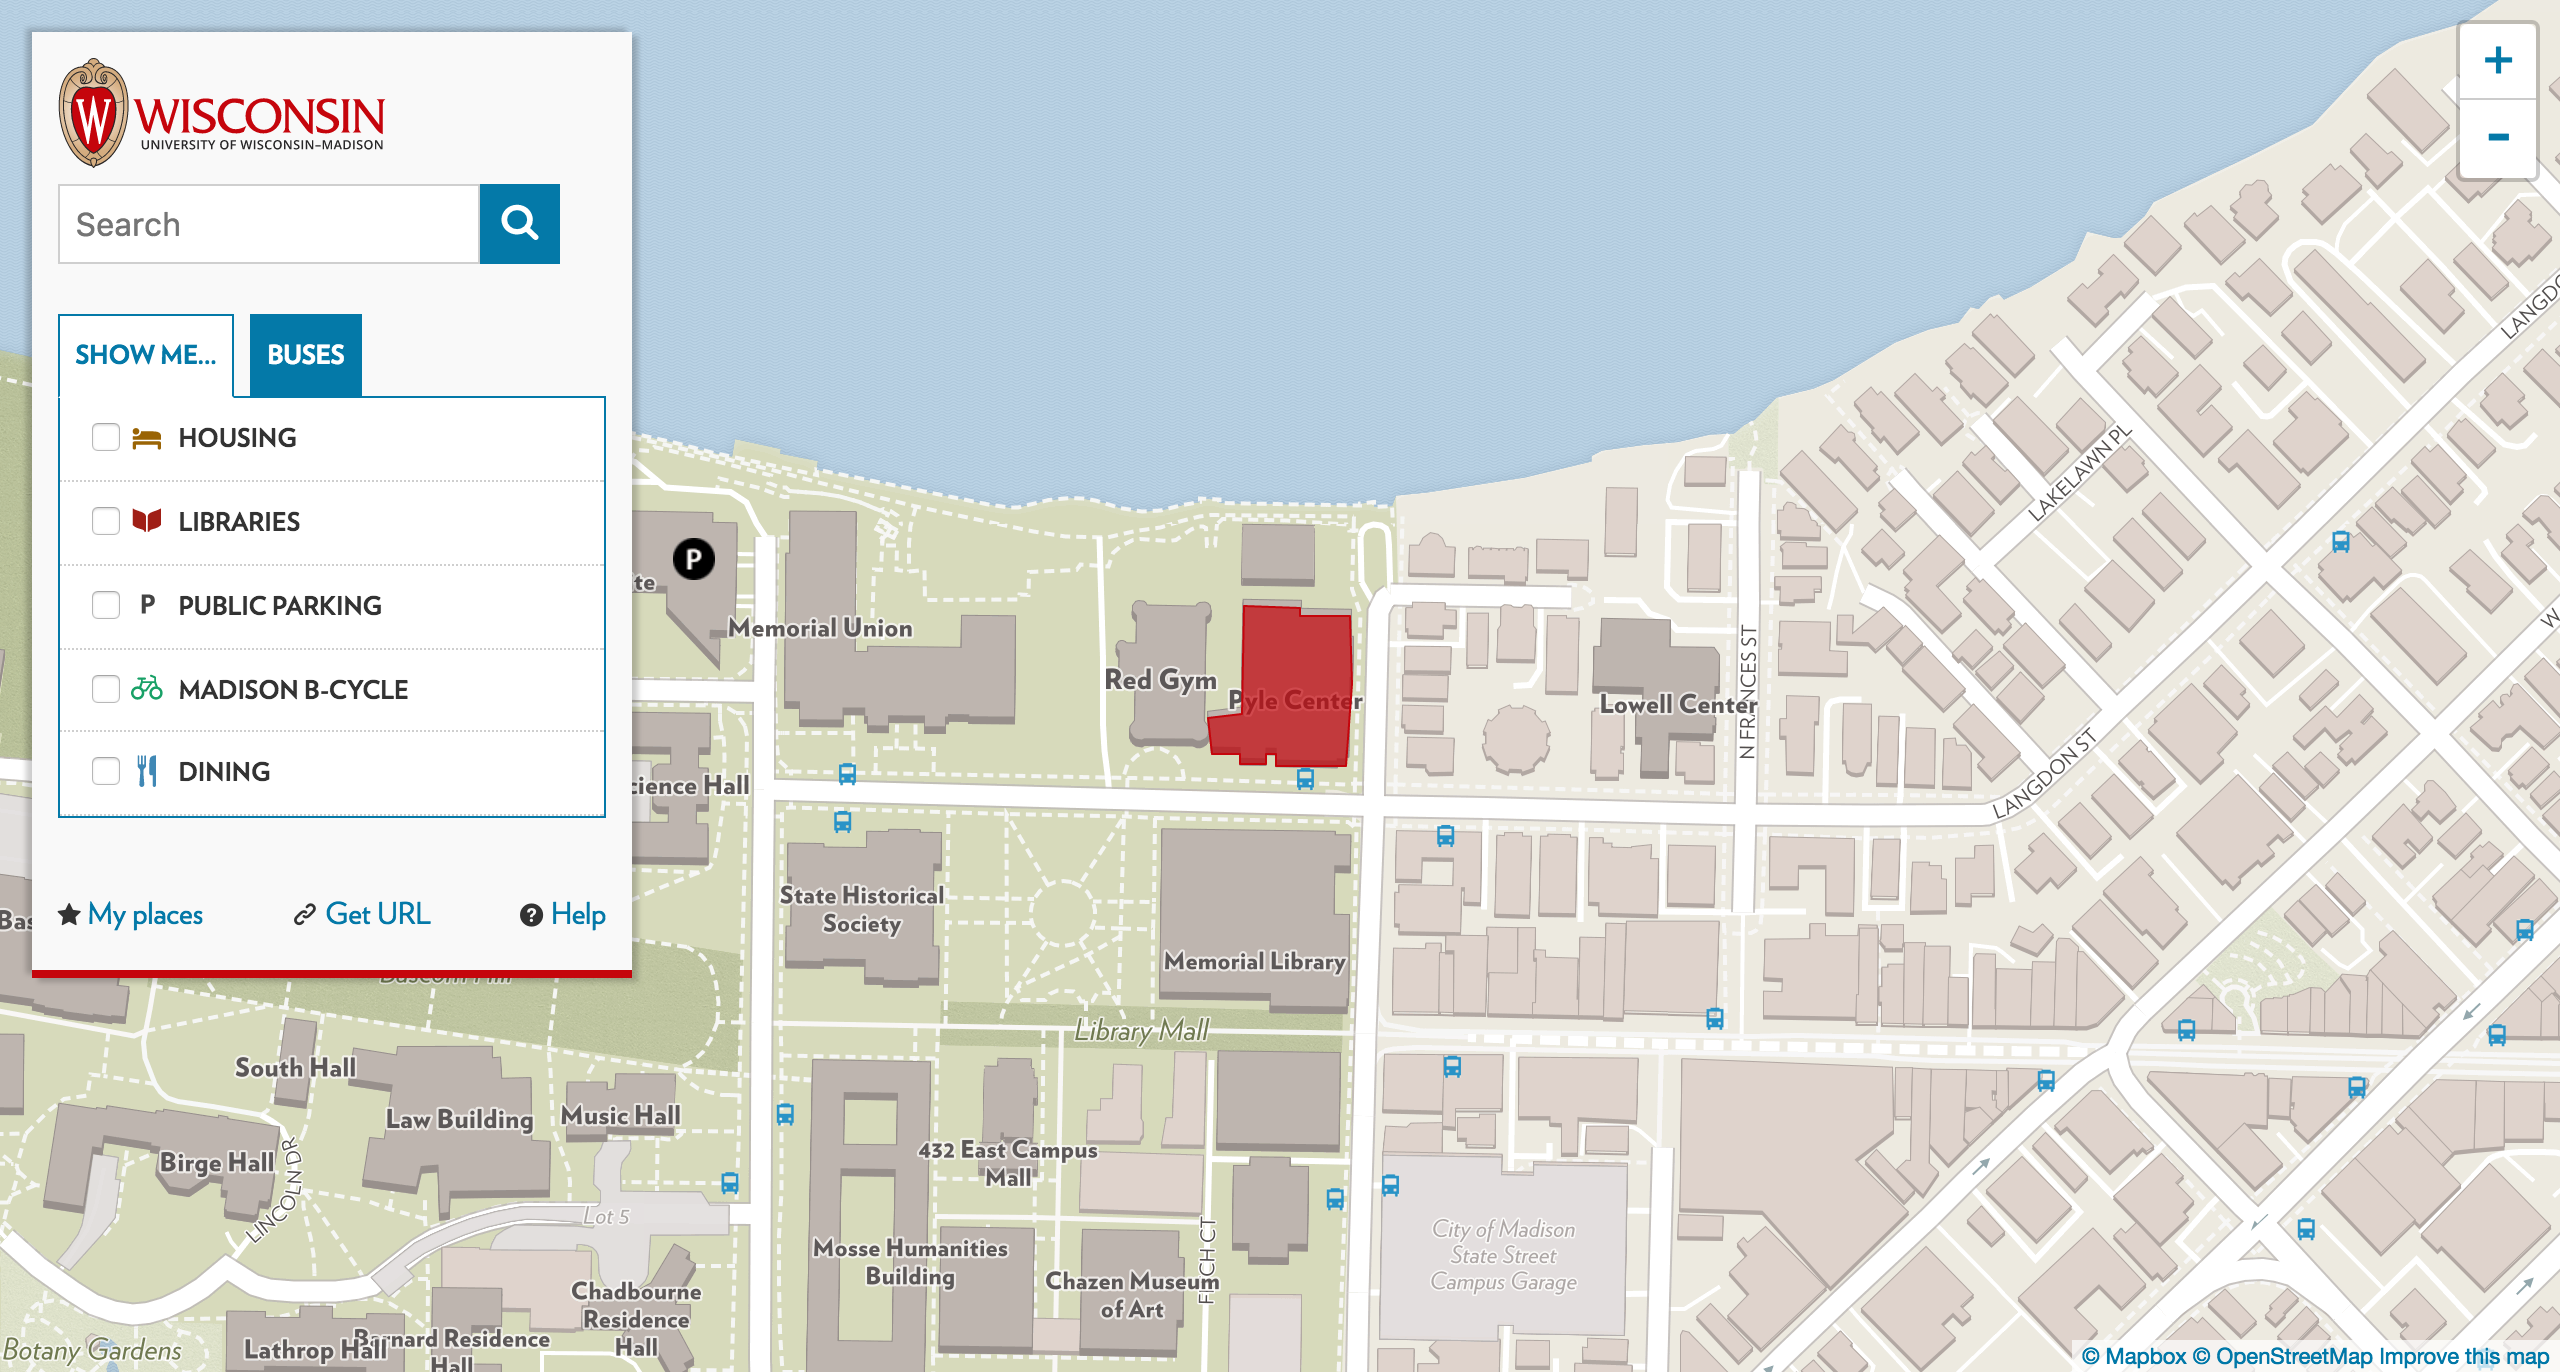 WISCONSIN
UNIVERSITY OF WISCONSIN–MADISON
Search
SHOW ME...
BUSES
HOUSING
LIBRARIES
P PUBLIC PARKING
MADISON B-CYCLE
DINING
My places
Get URL
Help
+
-
P
Memorial Union
Red Gym
Pyle Center
Lowell Center
N FRANCES ST
LAKELAWN PL
LANGDON ST
State Historical
Society
Memorial Library
Library Mall
South Hall
Law Building
Music Hall
Birge Hall
LINCOLN DR
Lot 5
432 East Campus
Mall
Mosse Humanities
Building
Chazen Museum
of Art
FITCH CT
City of Madison
State Street
Campus Garage
Chadbourne
Residence
Hall
Lathrop Hall
Barnard Residence
Hall
Botany Gardens
© Mapbox © OpenStreetMap Improve this map